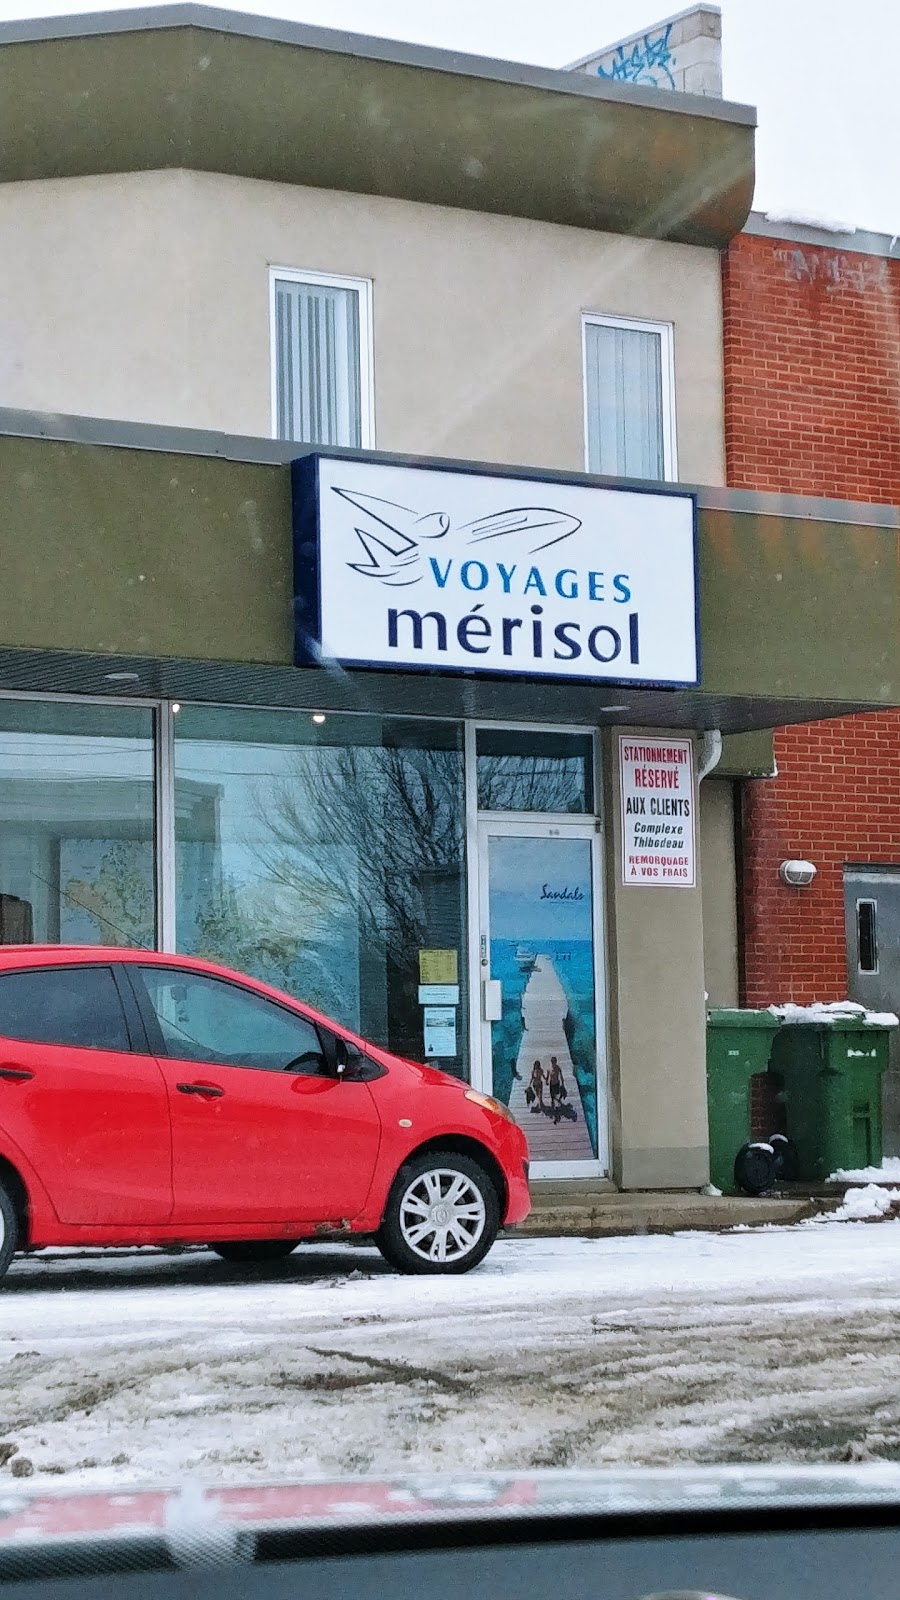 VOYAGES
mérisol
STATIONNEMENT
RÉSERVÉ
AUX CLIENTS
Complexe
Thibodeau
REMORQUAGE
À VOS FRAIS
Sandals